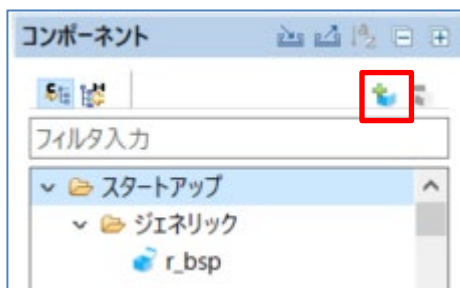 コンポーネント
フィルタ入力
スタートアップ
ジェネリック
r_bsp